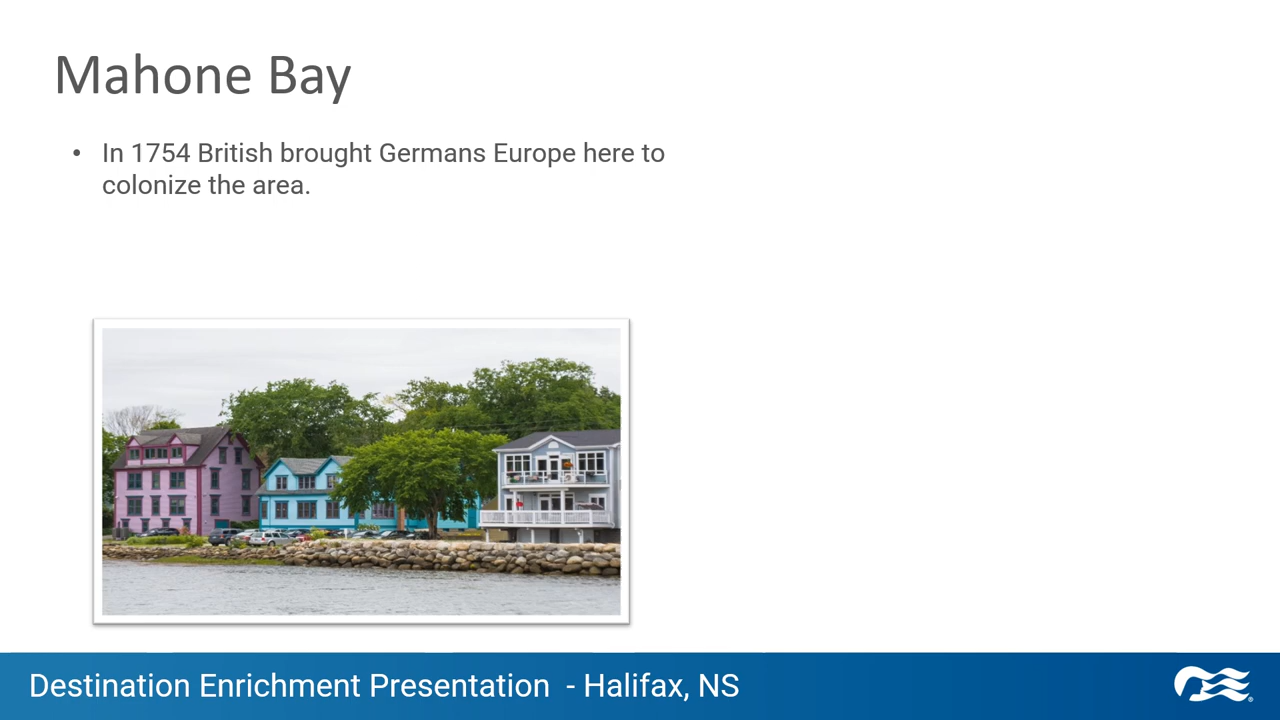 Mahone Bay
• In 1754 British brought Germans Europe here to
colonize the area.
Destination Enrichment Presentation - Halifax, NS